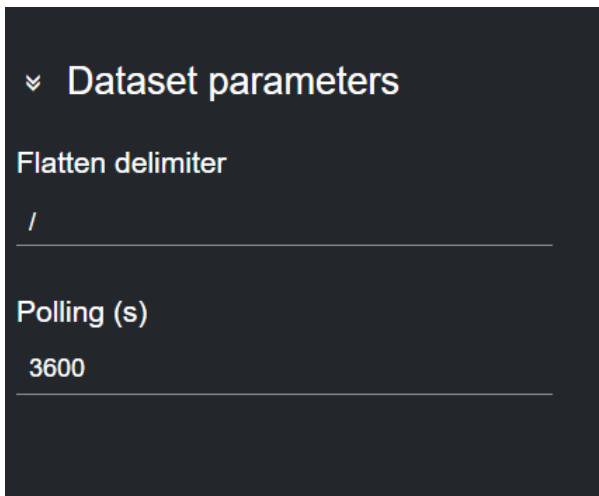 Dataset parameters
Flatten delimiter
/
Polling (s)
3600